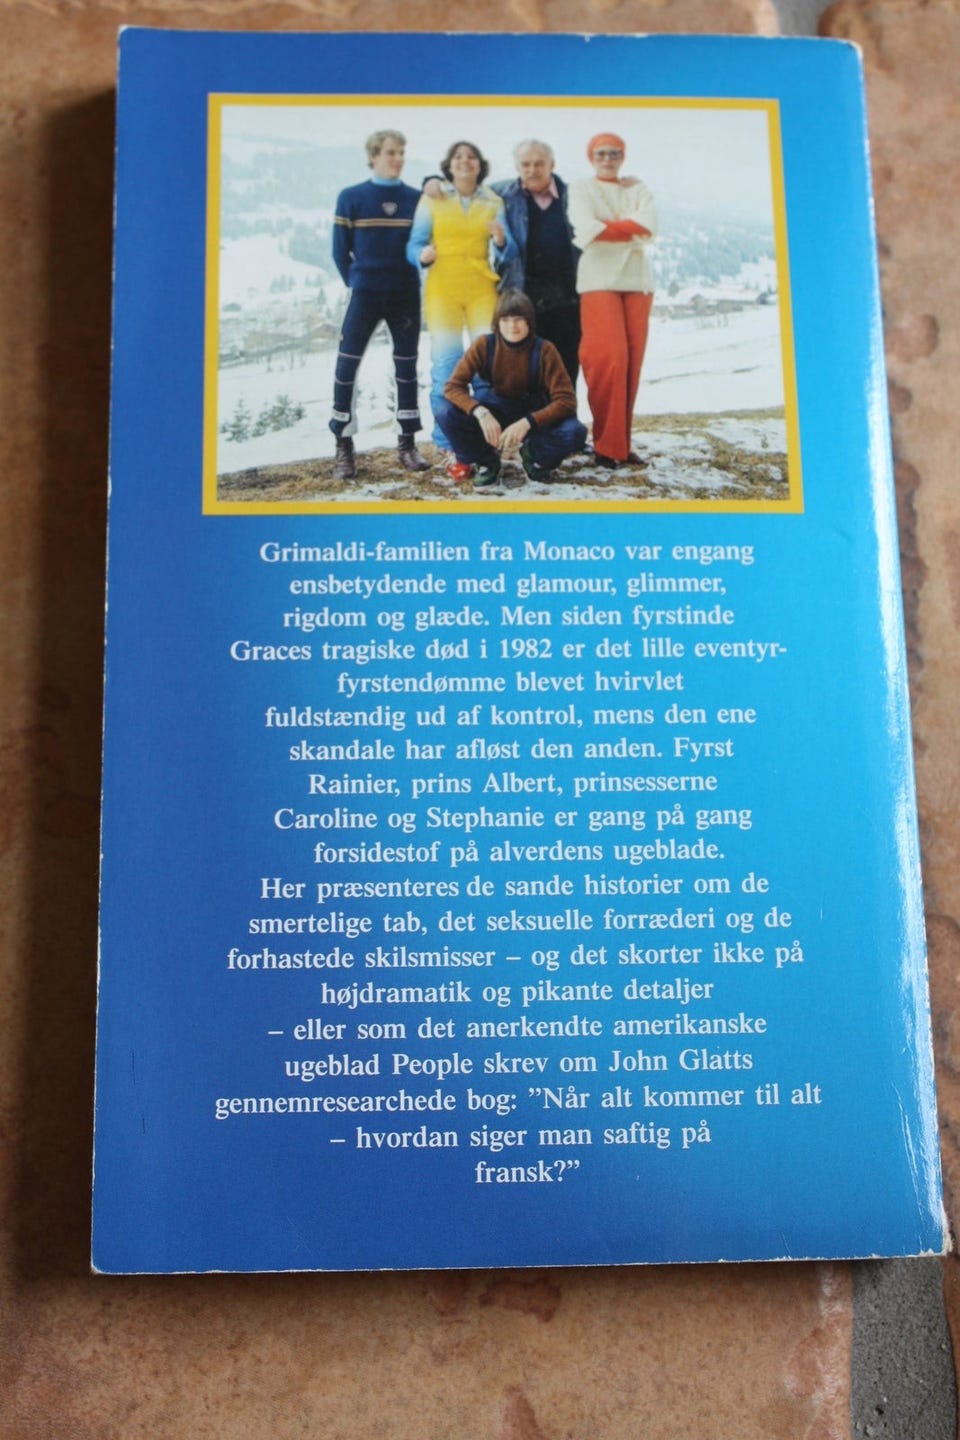 Grimaldi-familien fra Monaco var engang
ensbetydende med glamour, glimmer,
rigdom og glæde. Men siden fyrstinde
Graces tragiske død i 1982 er det lille eventyr-
fyrstendømme blevet hvirvlet
fuldstændig ud af kontrol, mens den ene
skandale har afløst den anden. Fyrst
Rainier, prins Albert, prinsesserne
Caroline og Stephanie er gang på gang
forsidestof på alverdens ugeblade.
Her præsenteres de sande historier om de
smertelige tab, det seksuelle forræderi og de
forhastede skilsmisser – og det skorter ikke på
højdramatik og pikante detaljer
– eller som det anerkendte amerikanske
ugeblad People skrev om John Glatts
gennemresearchede bog: ”Når alt kommer til alt
– hvordan siger man saftig på
fransk?”